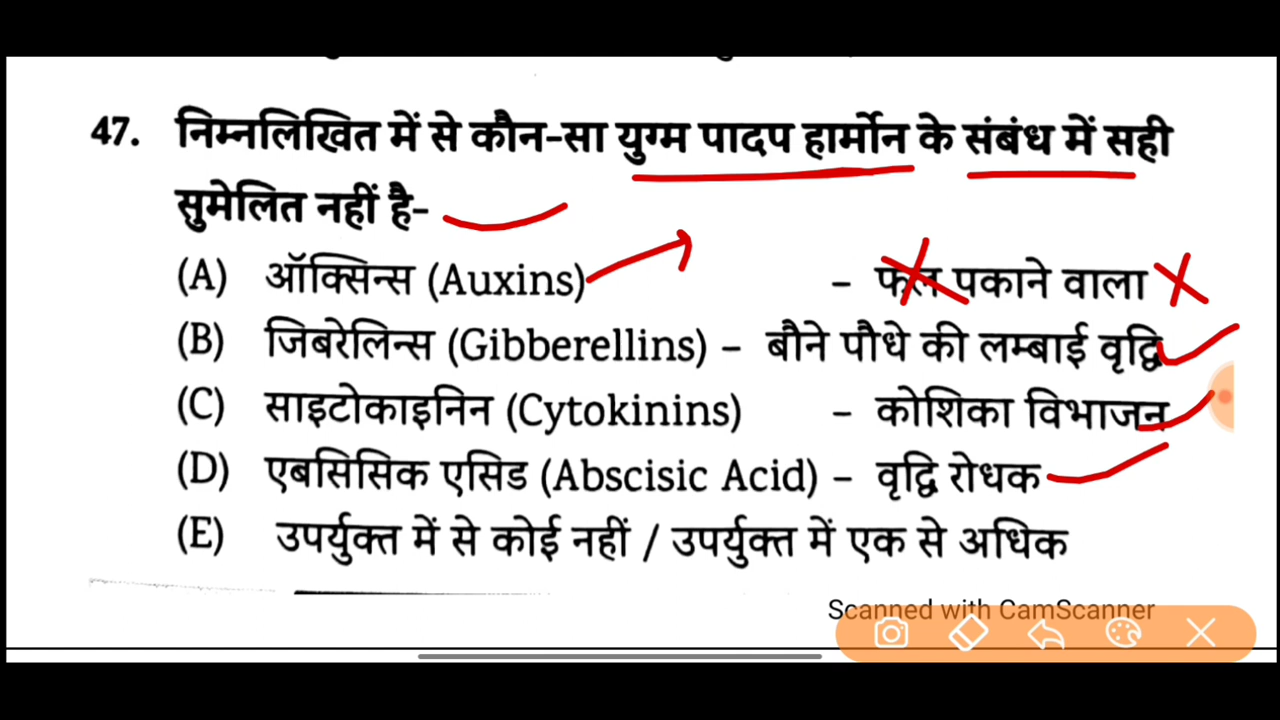 47. निम्नलिखित में से कौन-सा युग्म पादप हार्मोन के संबंध में सही
सुमेलित नहीं है-
(A) ऑक्सिन्स (Auxins) - फल पकाने वाला
(B) जिबरेलिन्स (Gibberellins) - बौने पौधे की लम्बाई वृद्धि
(C) साइटोकाइनिन (Cytokinins) - कोशिका विभाजन
(D) एबसिसिक एसिड (Abscisic Acid) - वृद्धि रोधक
(E) उपर्युक्त में से कोई नहीं / उपर्युक्त में एक से अधिक
Scanned with CamScanner